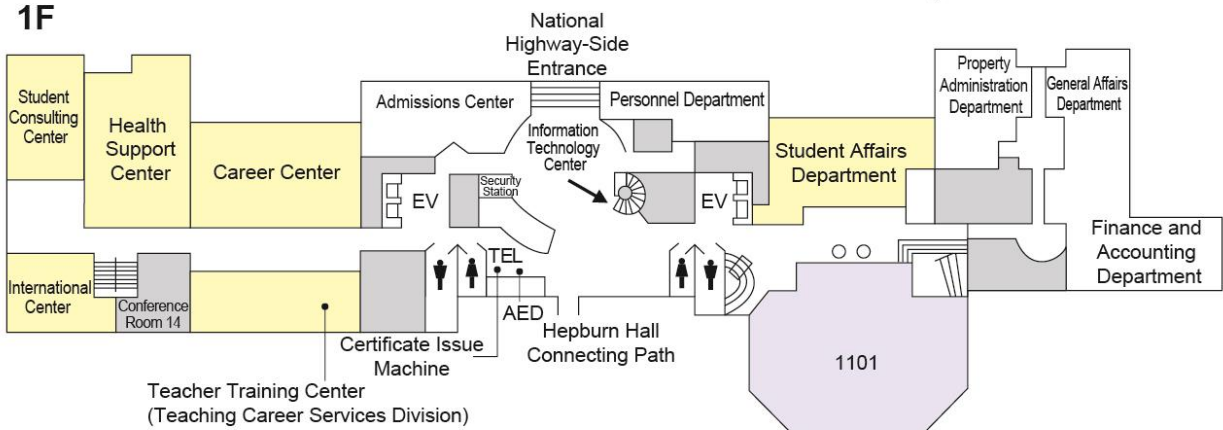 1F
National
Highway-Side
Entrance
Student
Consulting
Center
Health
Support
Center
Career Center
Admissions Center
Personnel Department
Information
Technology
Center
Student Affairs
Department
Property
Administration
Department
General Affairs
Department
EV
Security
Station
EV
Finance and
Accounting
Department
International
Center
Conference
Room 14
TEL
AED
Certificate Issue
Machine
Hepburn Hall
Connecting Path
1101
Teacher Training Center
(Teaching Career Services Division)